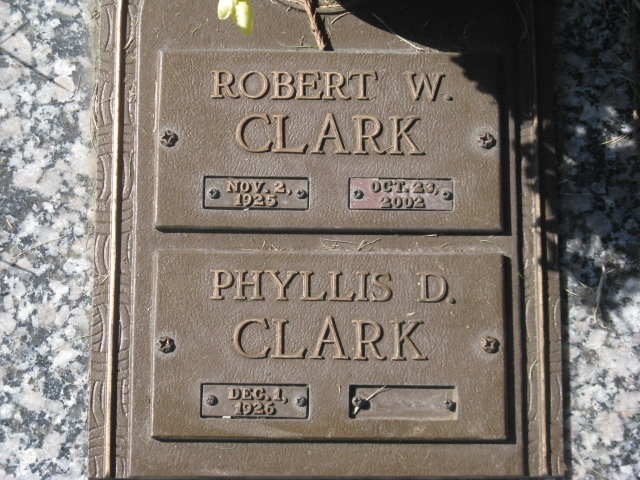 ROBERT W.
CLARK
NOV. 2,
1925
OCT. 23,
2002
PHYLLIS D.
CLARK
DEC. 1,
1926